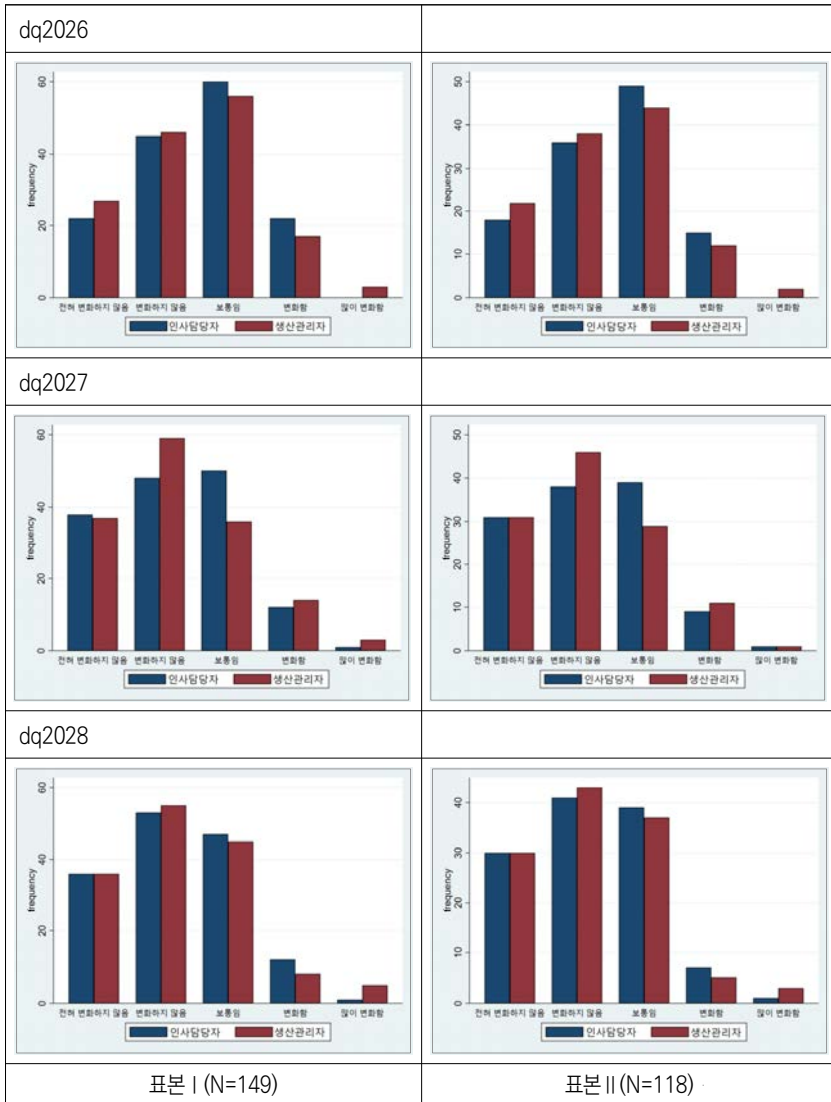 dq2026
frequency
60
40
20
0
전혀 변화하지 않음 변화하지 않음 보통임 변화함 많이 변화함
인사담당자 생산관리자
frequency
50
40
30
20
10
0
전혀 변화하지 않음 변화하지 않음 보통임 변화함 많이 변화함
인사담당자 생산관리자
dq2027
frequency
60
40
20
0
전혀 변화하지 않음 변화하지 않음 보통임 변화함 많이 변화함
인사담당자 생산관리자
frequency
50
40
30
20
10
0
전혀 변화하지 않음 변화하지 않음 보통임 변화함 많이 변화함
인사담당자 생산관리자
dq2028
frequency
60
40
20
0
전혀 변화하지 않음 변화하지 않음 보통임 변화함 많이 변화함
인사담당자 생산관리자
frequency
40
30
20
10
0
전혀 변화하지 않음 변화하지 않음 보통임 변화함 많이 변화함
인사담당자 생산관리자
표본Ⅰ(N=149)
표본Ⅱ(N=118)